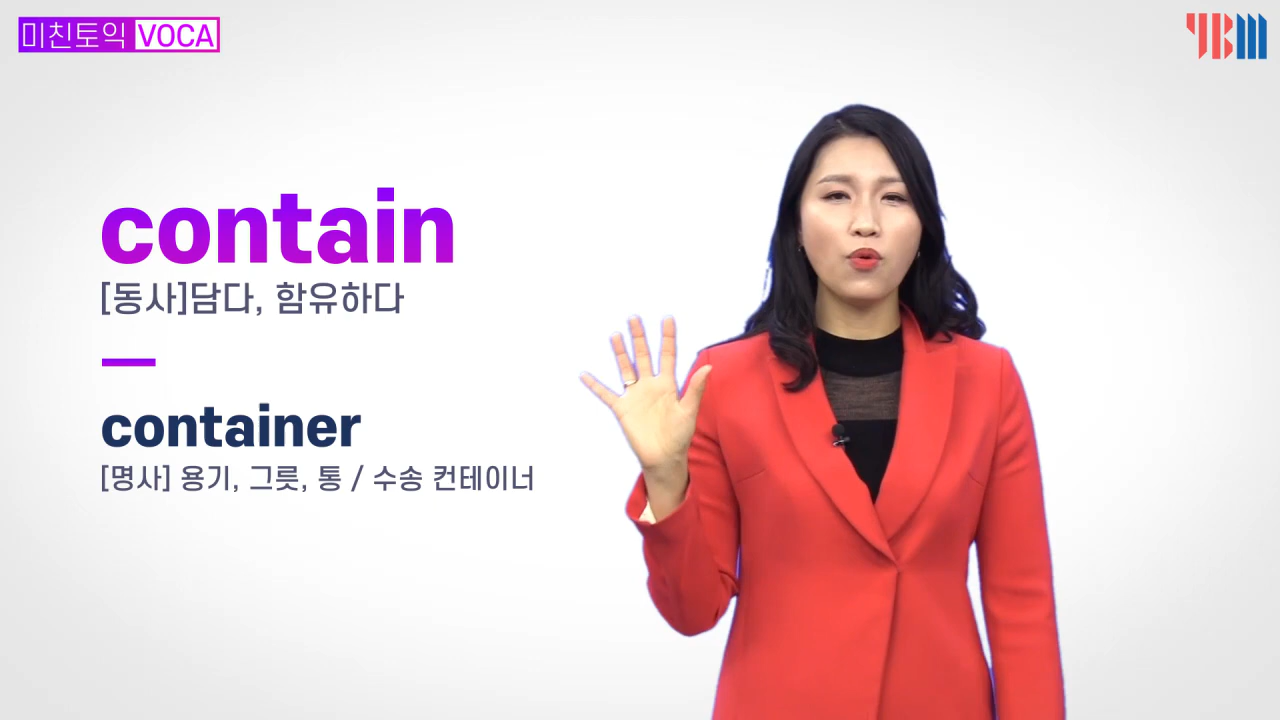 미친토익 VOCA
YBM
contain
[동사]담다, 함유하다
container
[명사] 용기, 그릇, 통 / 수송 컨테이너